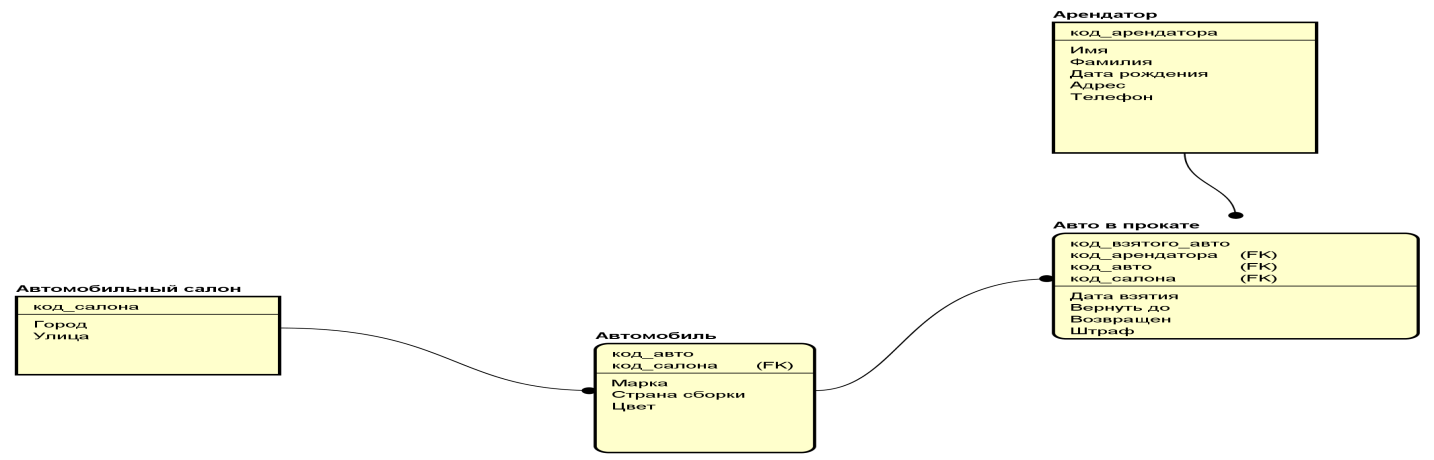 Арендатор
код_арендатора
Имя
Фамилия
Дата рождения
Адрес
Телефон
Авто в прокате
код_взятого_авто
код_арендатора (FK)
код_авто (FK)
код_салона (FK)
Дата взятия
Вернуть до
Возвращен
Штраф
Автомобильный салон
код_салона
Город
Улица
Автомобиль
код_авто
код_салона (FK)
Марка
Страна сборки
Цвет